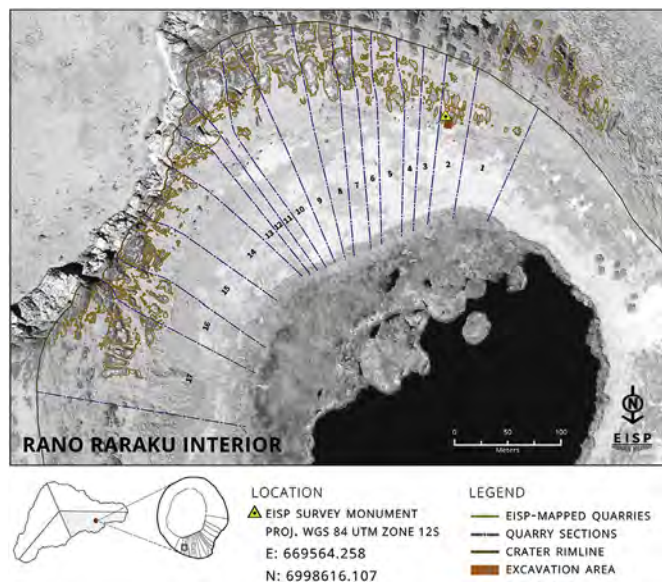 1
2
3
4
5
6
7
8
9
10
11
12
13
14
15
16
17
RANO RARAKU INTERIOR
0 50 100
Meters
N
EISP
LOCATION
EISP SURVEY MONUMENT
PROJ. WGS 84 UTM ZONE 12S
E: 669564.258
N: 6998616.107
LEGEND
EISP-MAPPED QUARRIES
QUARRY SECTIONS
CRATER RIMLINE
EXCAVATION AREA